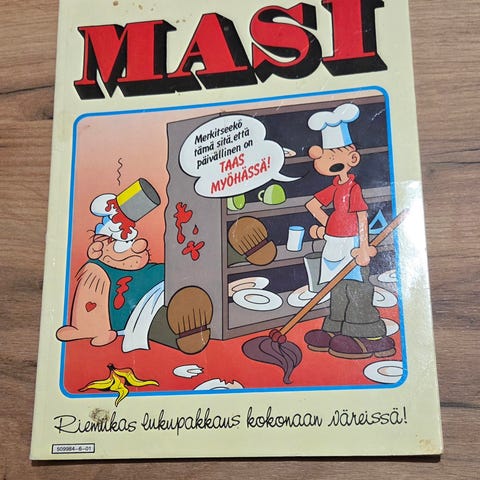 MASI
Merkitseekö
tämä sitä, että
päivällinen on
TAAS
MYÖHÄSSÄ!
Riemukas lukupakkaus kokonaan väreissä!
509984-6-01